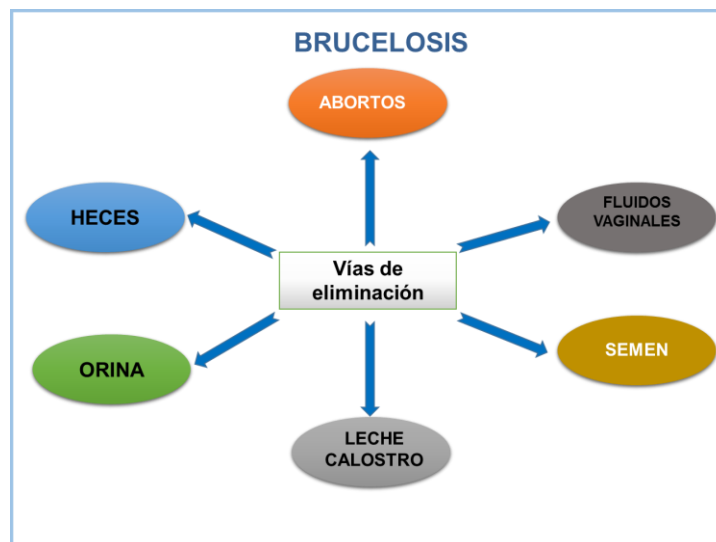 BRUCELOSIS
ABORTOS
HECES
FLUIDOS
VAGINALES
Vías de
eliminación
ORINA
SEMEN
LECHE
CALOSTRO